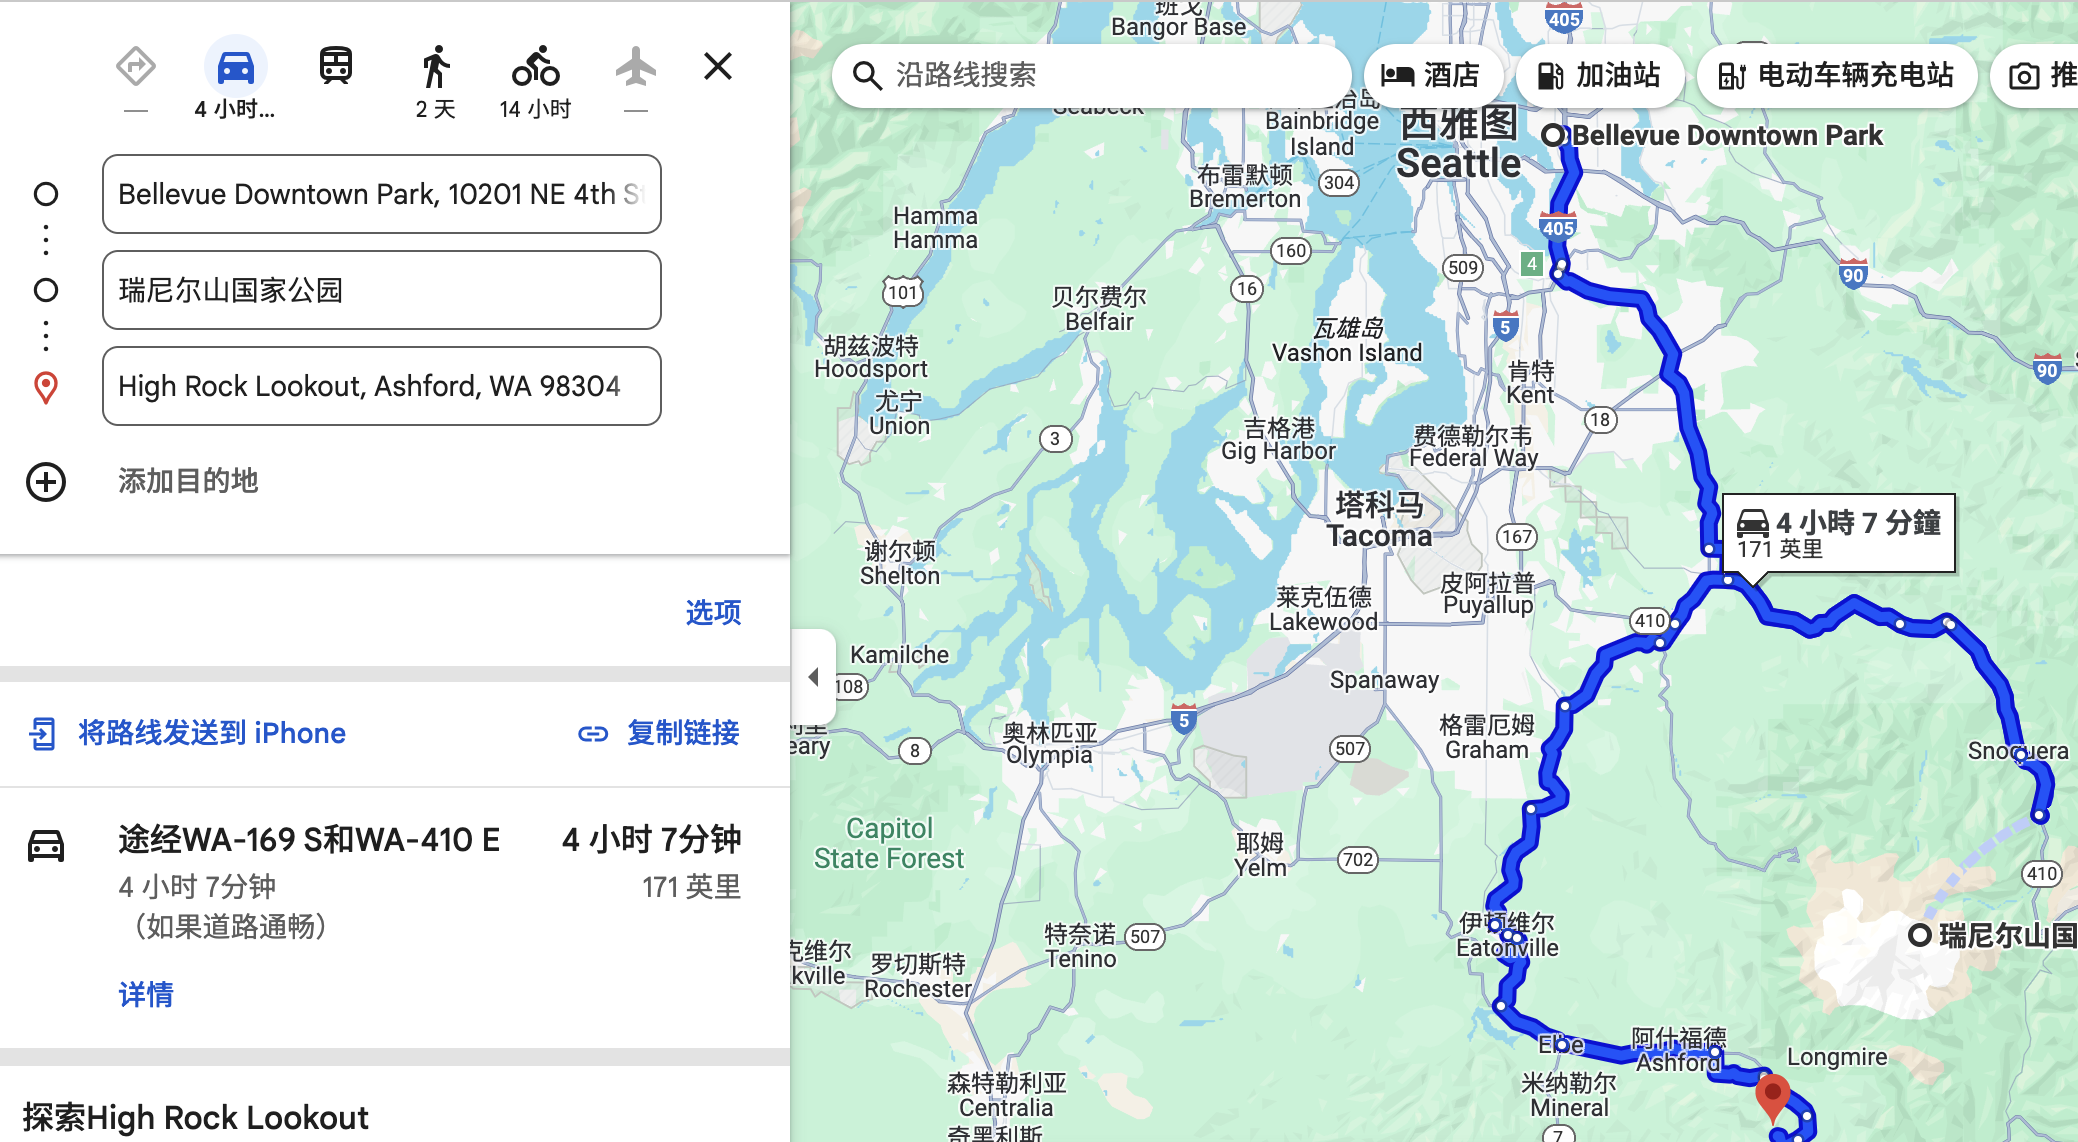 4 小时...
2 天
14 小时
Bellevue Downtown Park, 10201 NE 4th S
瑞尼尔山国家公园
High Rock Lookout, Ashford, WA 98304
添加目的地
选项
将路线发送到 iPhone
复制链接
途经WA-169 S和WA-410 E
4 小时 7分钟
4 小时 7分钟
171 英里
（如果道路通畅）
详情
探索High Rock Lookout
沿路线搜索
酒店
加油站
电动车辆充电站
推
班戈
Bangor Base
405
Seabeck
Bainbridge
Island
西雅图
Seattle
Bellevue Downtown Park
布雷默顿
Bremerton
304
Hamma
Hamma
405
160
509
4
90
101
16
贝尔费尔
Belfair
5
瓦雄岛
Vashon Island
胡兹波特
Hoodsport
肯特
Kent
90
尤宁
Union
18
3
吉格港
Gig Harbor
费德勒尔韦
Federal Way
塔科马
Tacoma
4 小時 7 分鐘
171 英里
167
谢尔顿
Shelton
皮阿拉普
Puyallup
莱克伍德
Lakewood
410
Kamilche
108
Spanaway
5
奥林匹亚
Olympia
8
507
格雷厄姆
Graham
eary
Snoquera
Capitol
State Forest
耶姆
Yelm
702
410
伊顿维尔
Eatonville
瑞尼尔山国
特奈诺
Tenino
507
克维尔
kville
罗切斯特
Rochester
Elbe
阿什福德
Ashford
Longmire
森特勒利亚
Centralia
米纳勒尔
Mineral
奇黑利斯
7